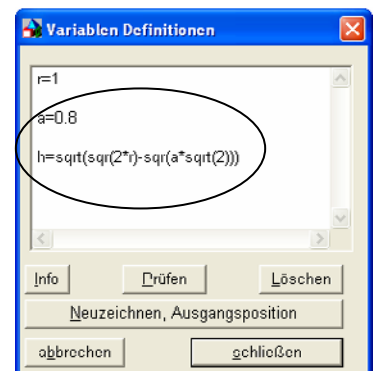 Variablen Definitionen
r=1
a=0.8
h=sqrt(sqr(2*r)-sqr(a*sqrt(2)))
Info Prüfen Löschen
Neuzeichnen, Ausgangsposition
abbrechen schließen